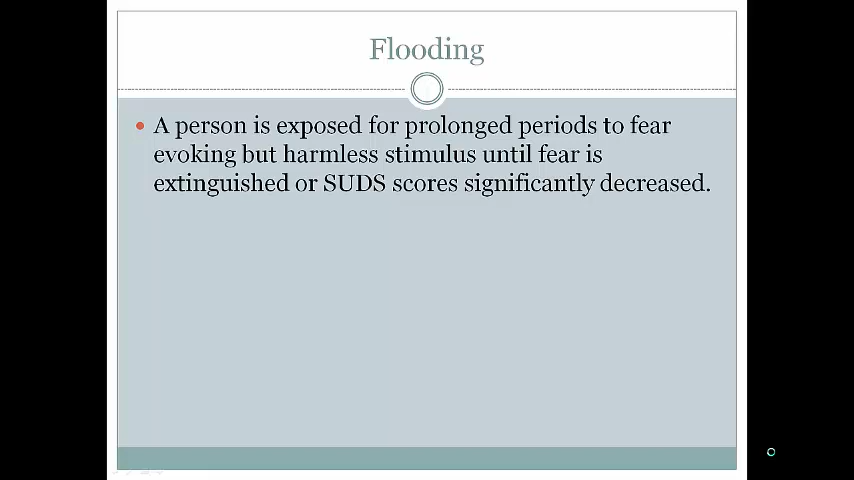 Flooding
A person is exposed for prolonged periods to fear
evoking but harmless stimulus until fear is
extinguished or SUDS scores significantly decreased.